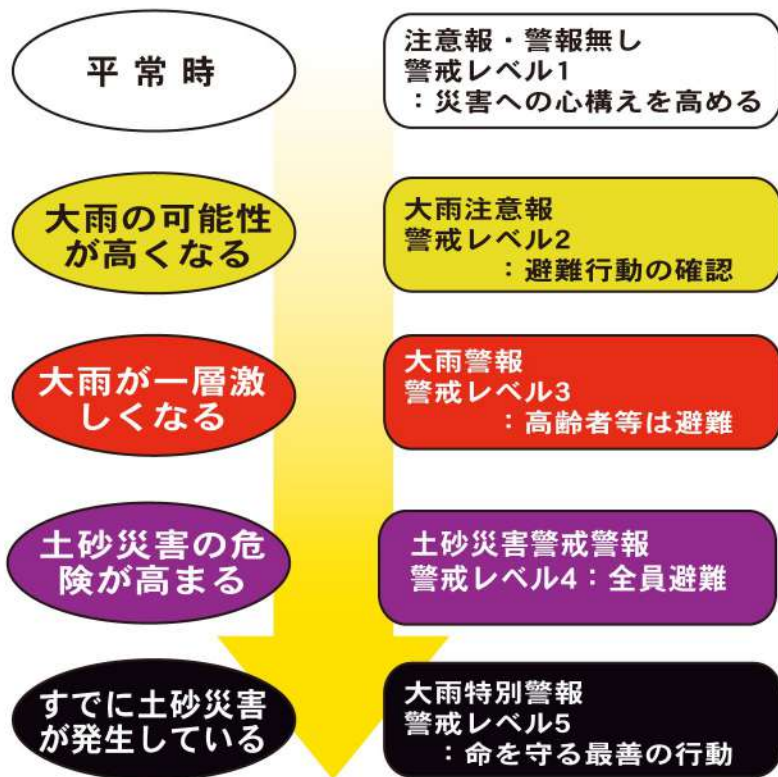 平常時
注意報・警報無し
警戒レベル1
：災害への心構えを高める
大雨の可能性
が高くなる
大雨注意報
警戒レベル2
：避難行動の確認
大雨が一層激
しくなる
大雨警報
警戒レベル3
：高齢者等は避難
土砂災害の危
険が高まる
土砂災害警戒警報
警戒レベル4：全員避難
すでに土砂災害
が発生している
大雨特別警報
警戒レベル5
：命を守る最善の行動